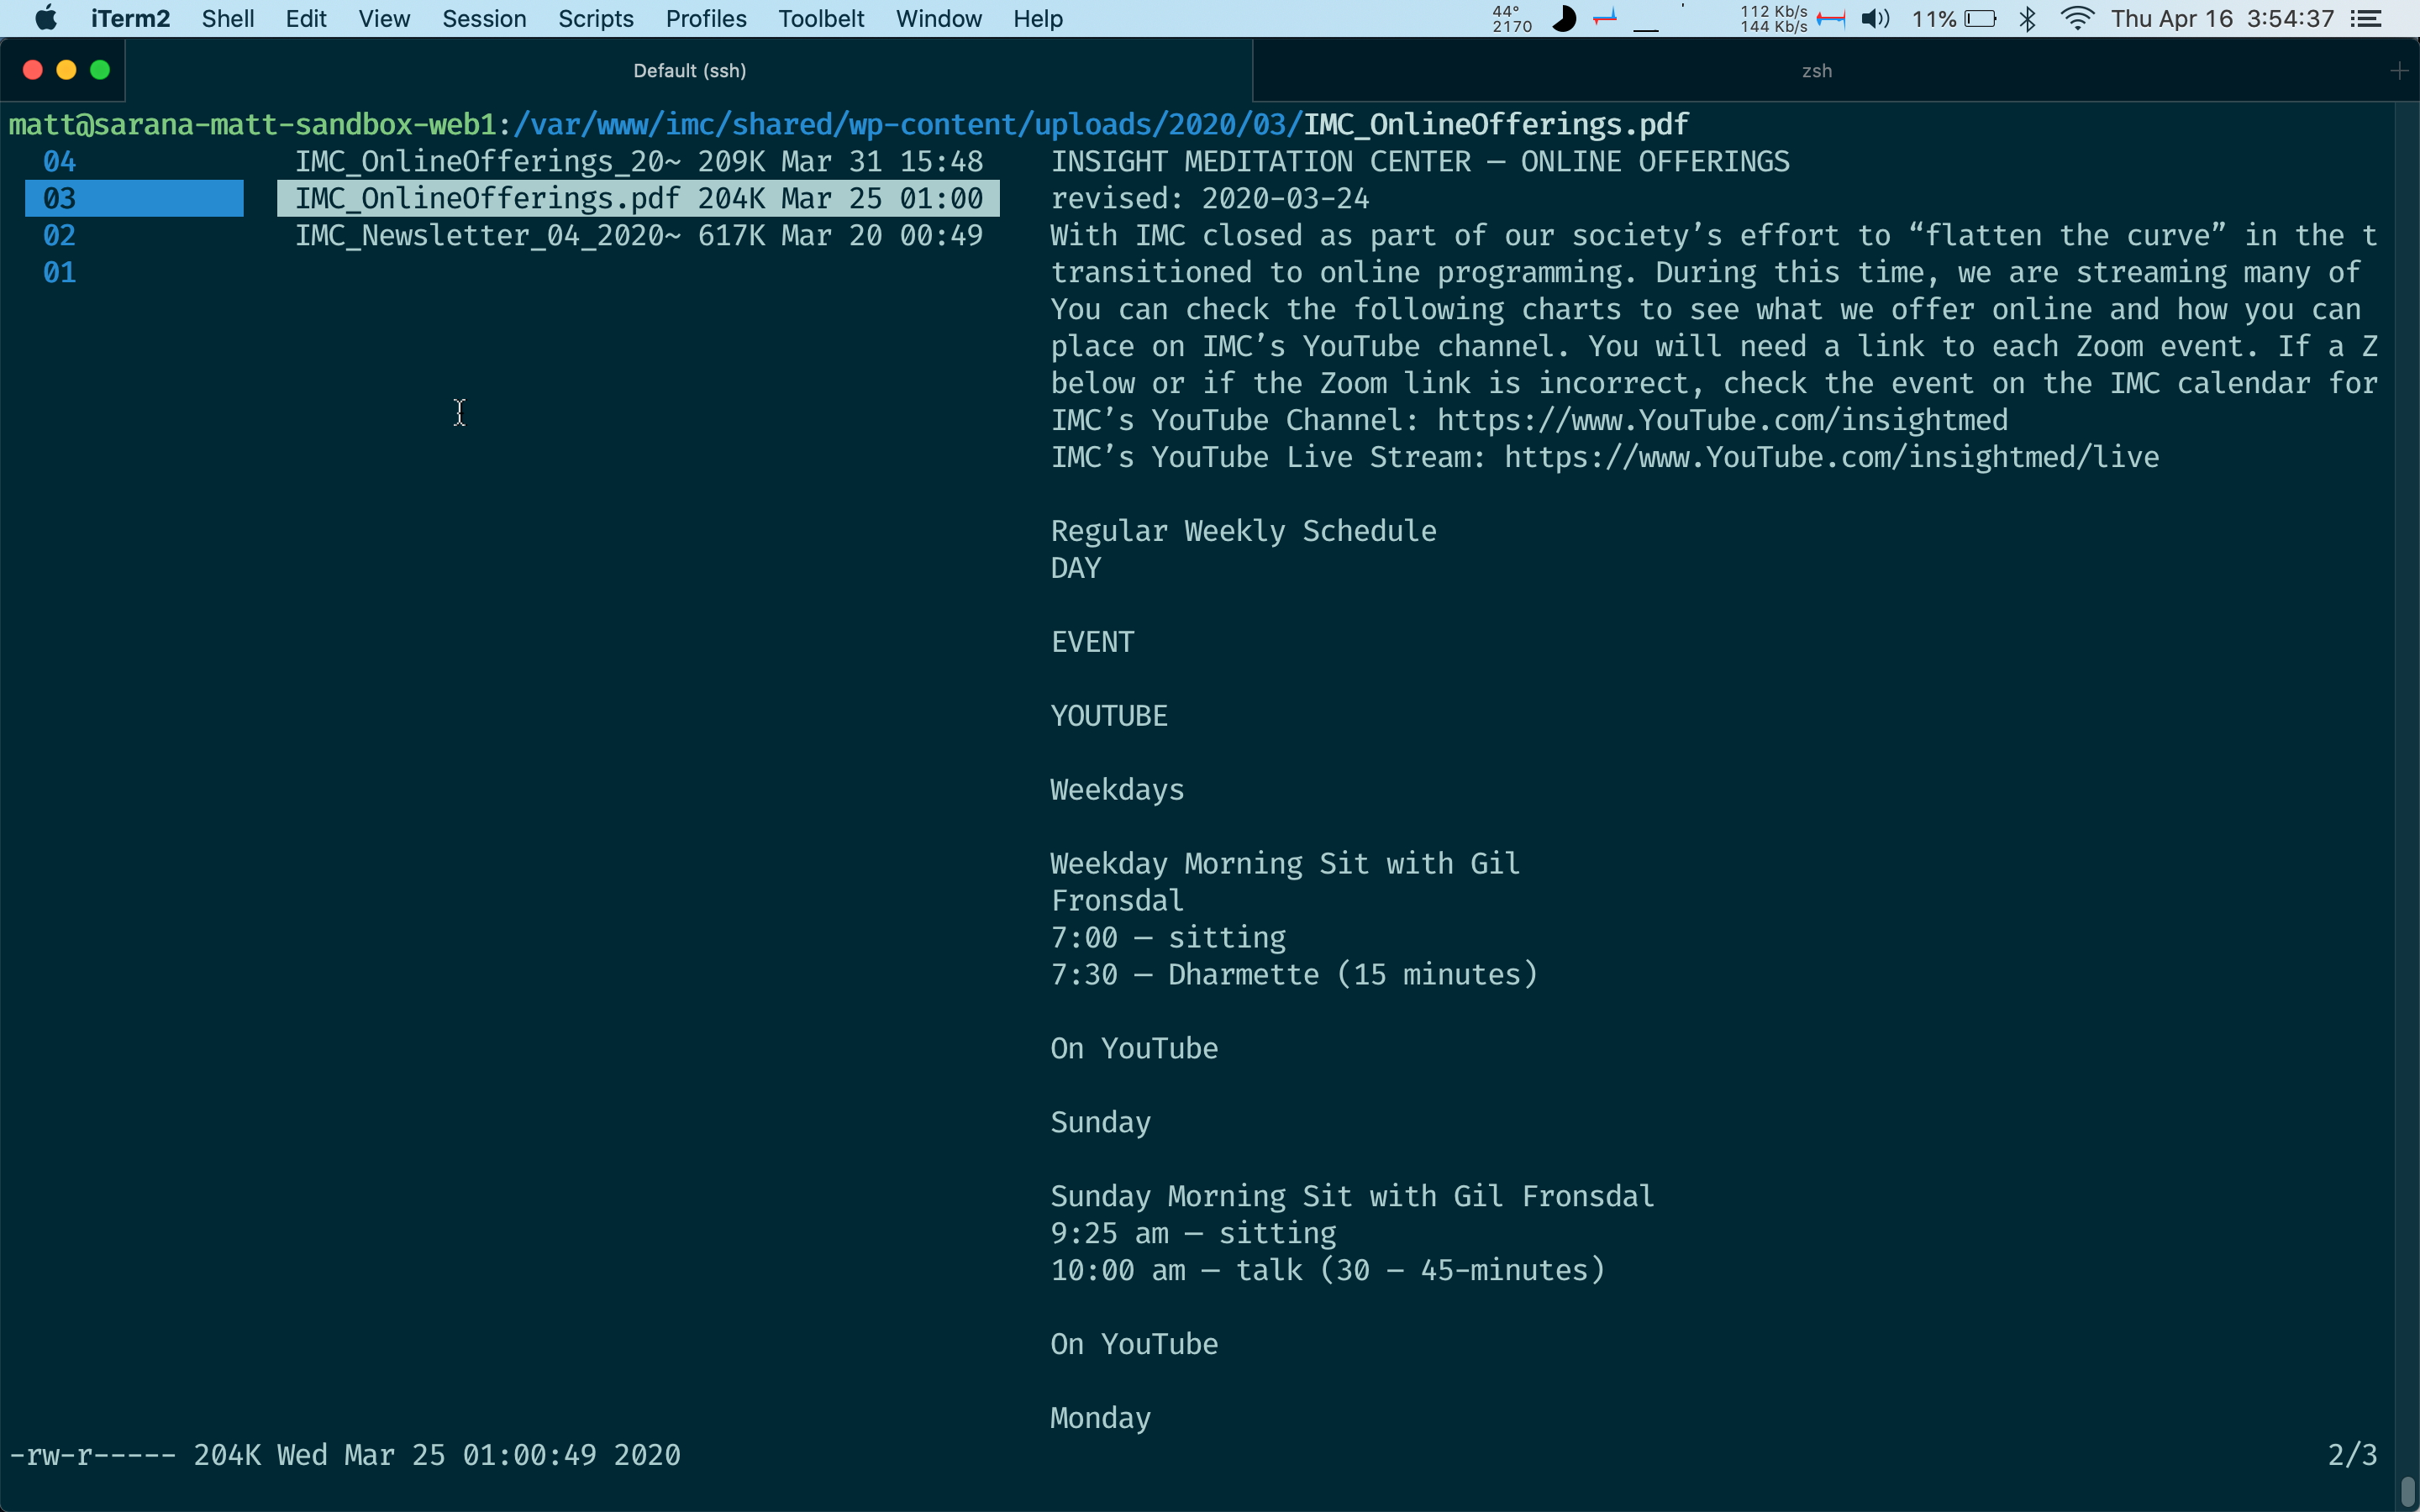 iTerm2 Shell Edit View Session Scripts Profiles Toolbelt Window Help 44° 2170 112 Kb/s 144 Kb/s 11% Thu Apr 16 3:54:37
Default (ssh) zsh
matt@sarana-matt-sandbox-web1:/var/www/imc/shared/wp-content/uploads/2020/03/IMC_OnlineOfferings.pdf
04 IMC_OnlineOfferings_20~ 209K Mar 31 15:48 INSIGHT MEDITATION CENTER — ONLINE OFFERINGS
03 IMC_OnlineOfferings.pdf 204K Mar 25 01:00 revised: 2020-03-24
02 IMC_Newsletter_04_2020~ 617K Mar 20 00:49 With IMC closed as part of our society’s effort to “flatten the curve” in the t
01 transitioned to online programming. During this time, we are streaming many of
You can check the following charts to see what we offer online and how you can
place on IMC’s YouTube channel. You will need a link to each Zoom event. If a Z
below or if the Zoom link is incorrect, check the event on the IMC calendar for
IMC’s YouTube Channel: https://www.YouTube.com/insightmed
IMC’s YouTube Live Stream: https://www.YouTube.com/insightmed/live
Regular Weekly Schedule
DAY
EVENT
YOUTUBE
Weekdays
Weekday Morning Sit with Gil
Fronsdal
7:00 — sitting
7:30 — Dharmette (15 minutes)
On YouTube
Sunday
Sunday Morning Sit with Gil Fronsdal
9:25 am — sitting
10:00 am — talk (30 – 45-minutes)
On YouTube
Monday
-rw-r----- 204K Wed Mar 25 01:00:49 2020 2/3